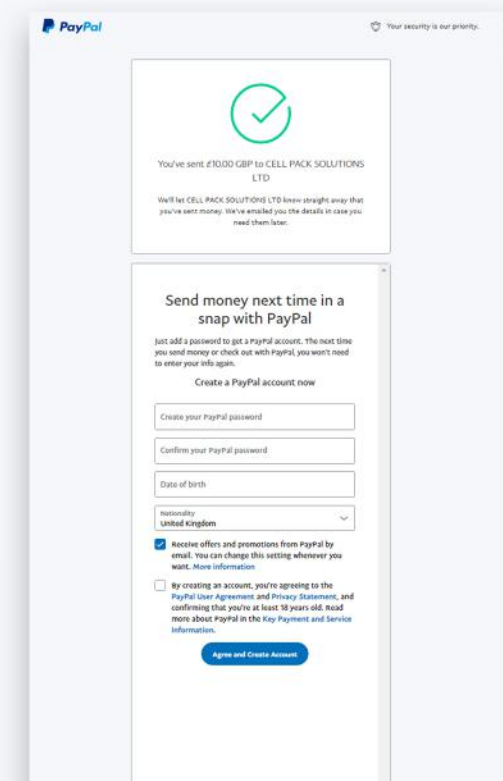 PayPal
Your security is our priority.
You've sent £10.00 GBP to CELL PACK SOLUTIONS
LTD
We'll let CELL PACK SOLUTIONS LTD know straight away that
you've sent money. We've emailed you the details in case you
need them later.
Send money next time in a
snap with PayPal
Just add a password to get a PayPal account. The next time
you send money or check out with PayPal, you won't need
to enter your info again.
Create a PayPal account now
Create your PayPal password
Confirm your PayPal password
Date of birth
Nationality
United Kingdom
Receive offers and promotions from PayPal by
email. You can change this setting whenever you
want. More information
By creating an account, you're agreeing to the
PayPal User Agreement and Privacy Statement, and
confirming that you're at least 18 years old. Read
more about PayPal in the Key Payment and Service
Information.
Agree and Create Account